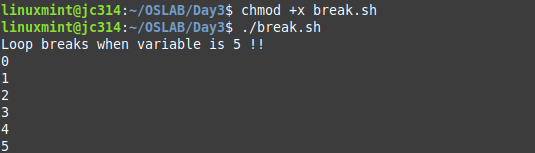 linuxmint@jc314:~/OSLAB/Day3$ chmod +x break.sh
linuxmint@jc314:~/OSLAB/Day3$ ./break.sh
Loop breaks when variable is 5 !!
0
1
2
3
4
5